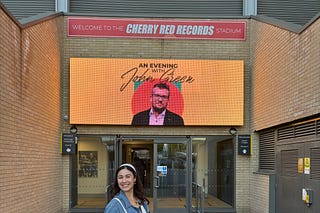 WELCOME TO THE CHERRY RED RECORDS STADIUM
AN EVENING
WITH
John Green